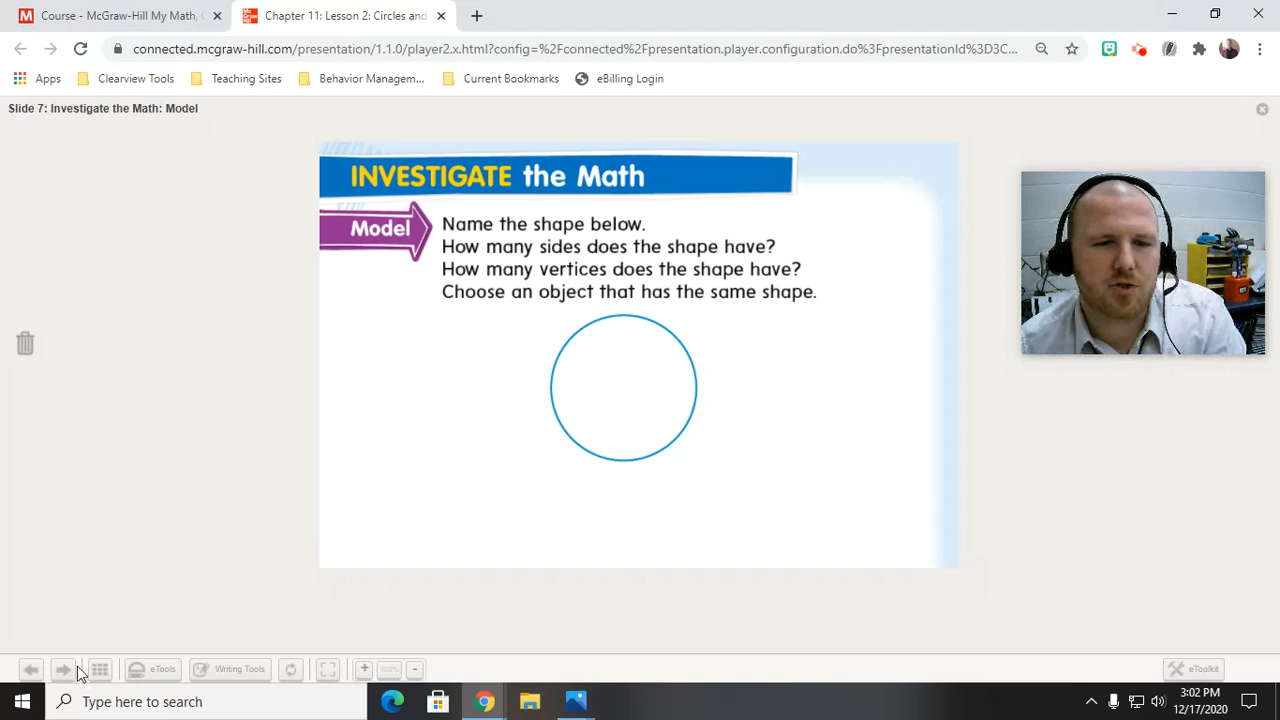 Course - McGraw-Hill My Math, C
Chapter 11: Lesson 2: Circles and
connected.mcgraw-hill.com/presentation/1.1.0/player2.x.html?config=%2Fconnected%2Fpresentation.player.configuration.do%3FpresentationId%3D3C...
Apps
Clearview Tools
Teaching Sites
Behavior Managem...
Current Bookmarks
eBilling Login
Slide 7: Investigate the Math: Model
INVESTIGATE the Math
Model
Name the shape below.
How many sides does the shape have?
How many vertices does the shape have?
Choose an object that has the same shape.
eTools
Writing Tools
100%
eToolkit
Type here to search
3:02 PM
12/17/2020